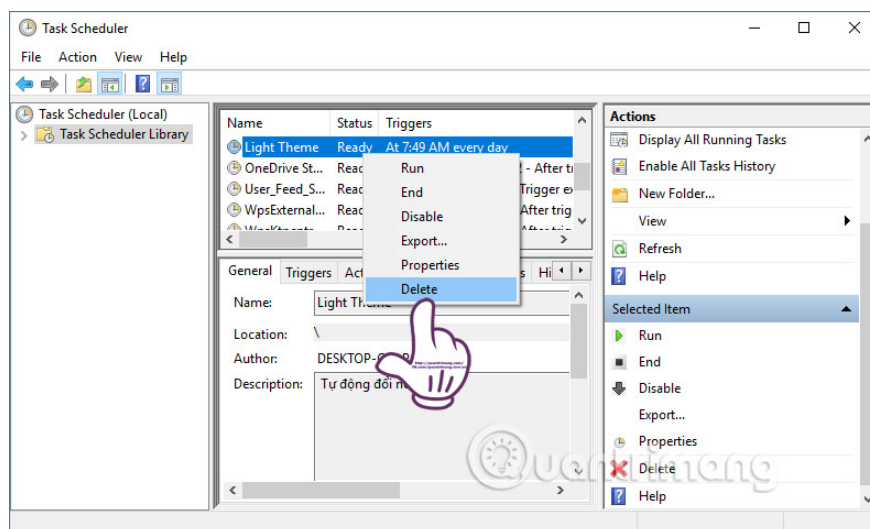 Task Scheduler
File Action View Help
Task Scheduler (Local)
Task Scheduler Library
Name Status Triggers
Light Theme Ready At 7:49 AM every day
OneDrive St... - After
User_Feed_S... Trigger
WpsExternal... After trig
Run
End
Disable
Export...
Properties
Delete
General Triggers
Name: Light
Location: \
Author: DESKTOP-
Description: Tự động đổi
Actions
Display All Running Tasks
Enable All Tasks History
New Folder...
View
Refresh
Help
Selected Item
Run
End
Disable
Export...
Properties
Delete
Help
Quantrimang